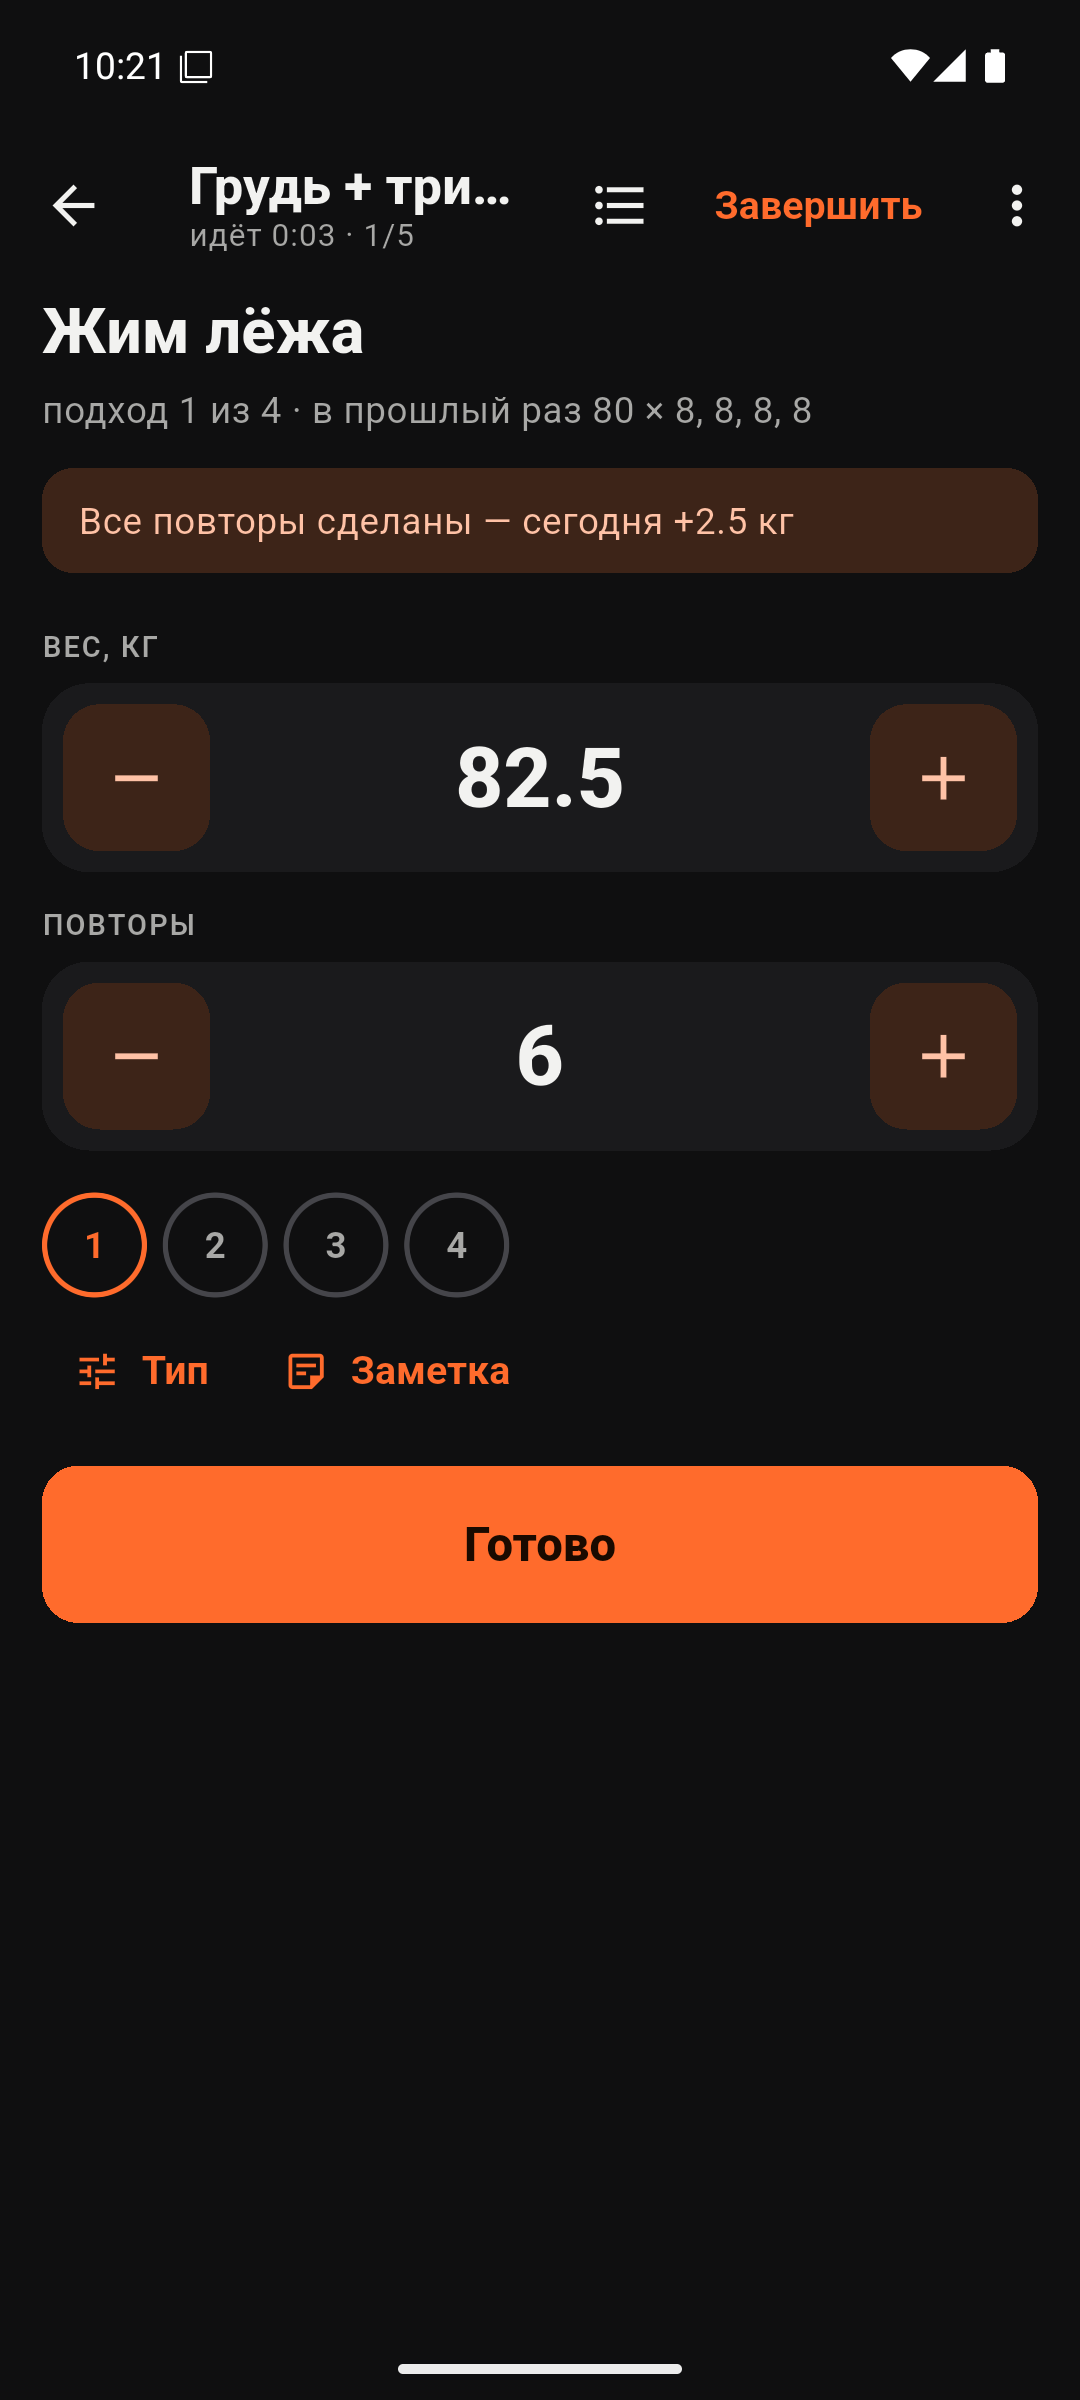 10:21
Грудь + три...
идёт 0:03 · 1/5
Завершить
Жим лёжа
подход 1 из 4 · в прошлый раз 80 × 8, 8, 8, 8
Все повторы сделаны — сегодня +2.5 кг
ВЕС, КГ
82.5
ПОВТОРЫ
6
1 2 3 4
Тип Заметка
Готово